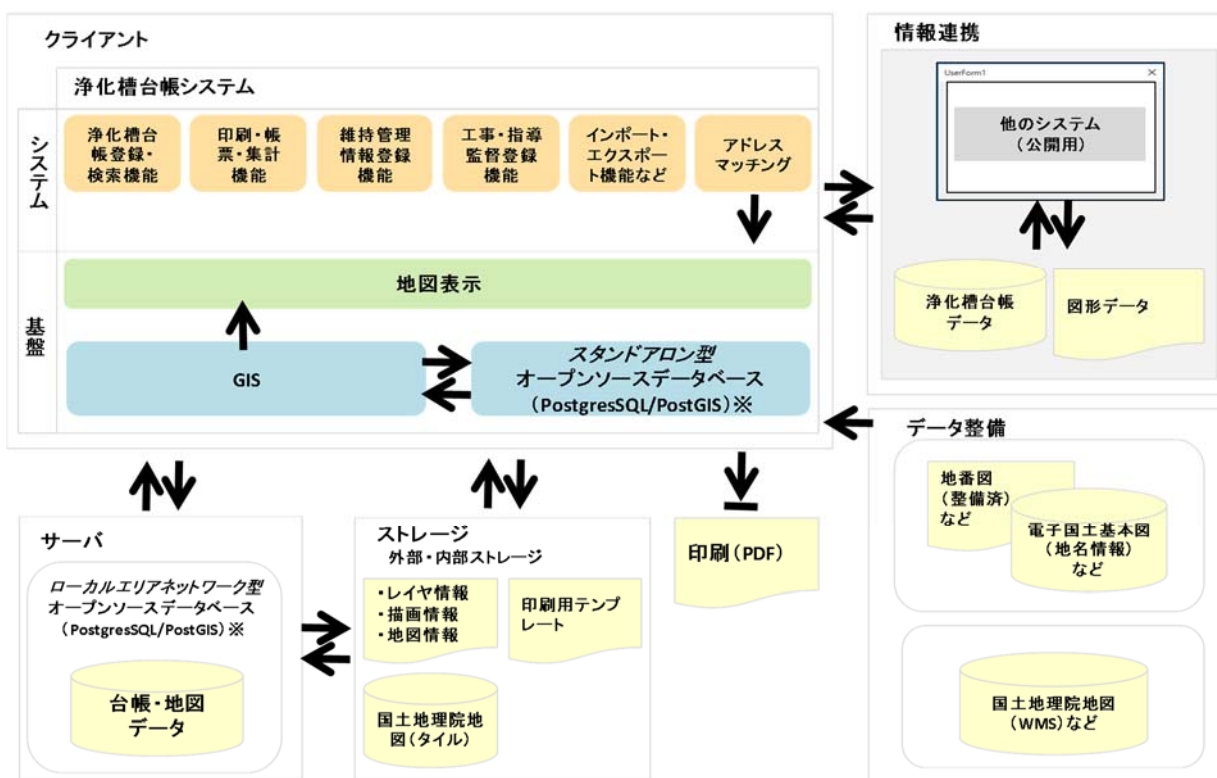 クライアント
浄化槽台帳システム
システム
浄化槽台
帳登録・
検索機能
印刷・帳
票・集計
機能
維持管理
情報登録
機能
工事・指導
監督登録
機能
インポート・
エクスポー
ト機能など
アドレス
マッチング
基盤
地図表示
GIS
スタンドアロン型
オープンソースデータベース
(PostgresSQL/PostGIS)※
情報連携
UserForm1
他のシステム
(公開用)
浄化槽台帳
データ
図形データ
データ整備
地番図
(整備済)
など
電子国土基本図
(地名情報)
など
国土地理院地図
(WMS)など
サーバ
ローカルエリアネットワーク型
オープンソースデータベース
(PostgresSQL/PostGIS)※
台帳・地図
データ
ストレージ
外部・内部ストレージ
・レイヤ情報
・描画情報
・地図情報
印刷用テンプ
レート
国土地理院地
図(タイル)
印刷(PDF)